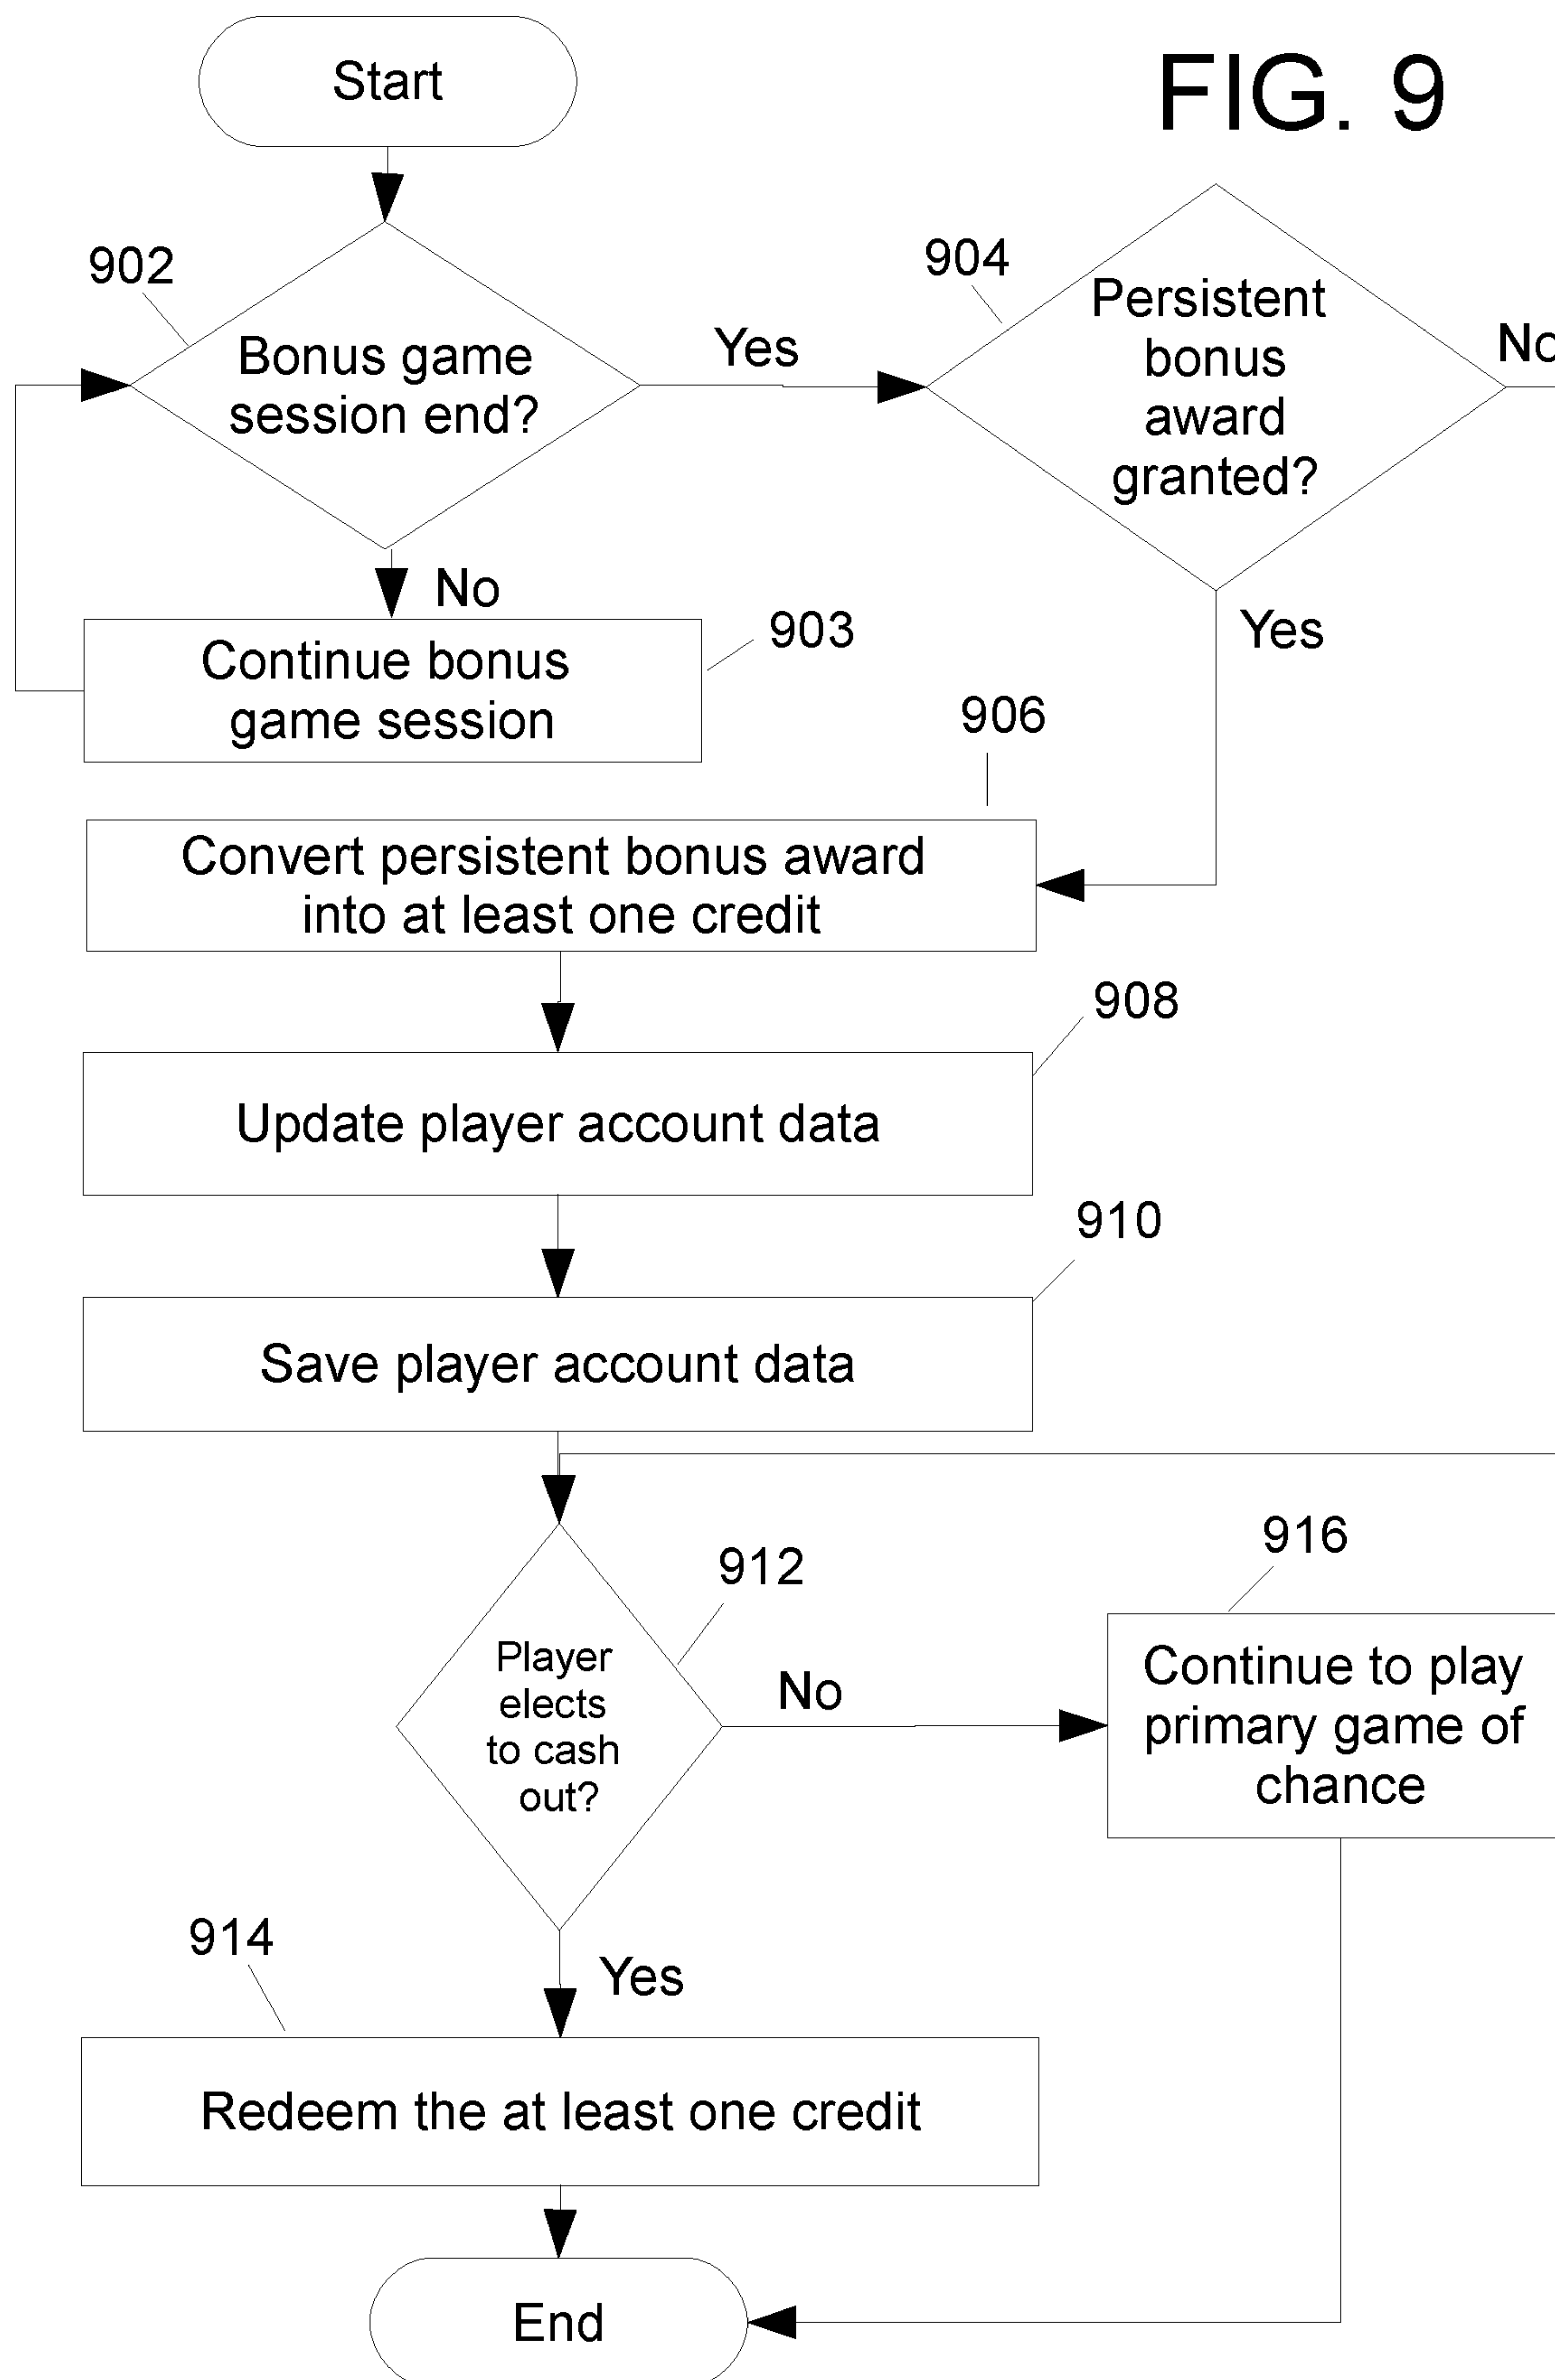 Start
FIG. 9
902
Bonus game
session end?
Yes
904
Persistent
bonus
award
granted?
No
No
Yes
Continue bonus
game session
903
906
Convert persistent bonus award
into at least one credit
908
Update player account data
910
Save player account data
912
Player
elects
to cash
out?
No
916
Continue to play
primary game of
chance
914
Yes
Redeem the at least one credit
End